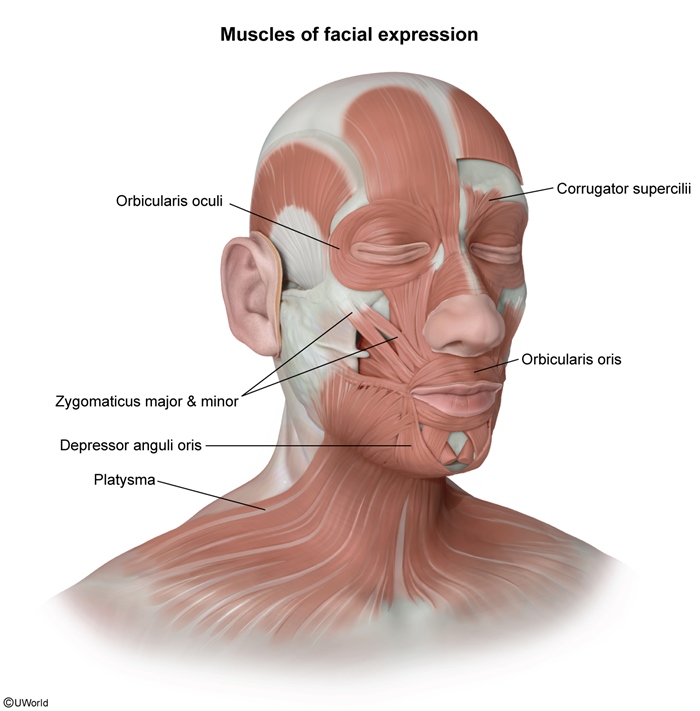 Muscles of facial expression
Corrugator supercilii
Orbicularis oculi
Orbicularis oris
Zygomaticus major & minor
Depressor anguli oris
Platysma
©UWorld